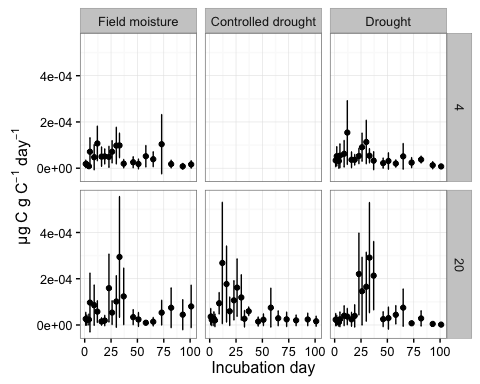 Field moisture Controlled drought Drought
4e-04
2e-04
0e+00
4
4e-04
2e-04
0e+00
20
0 25 50 75 100 0 25 50 75 100 0 25 50 75 100
Incubation day
μg C g C⁻¹ day⁻¹